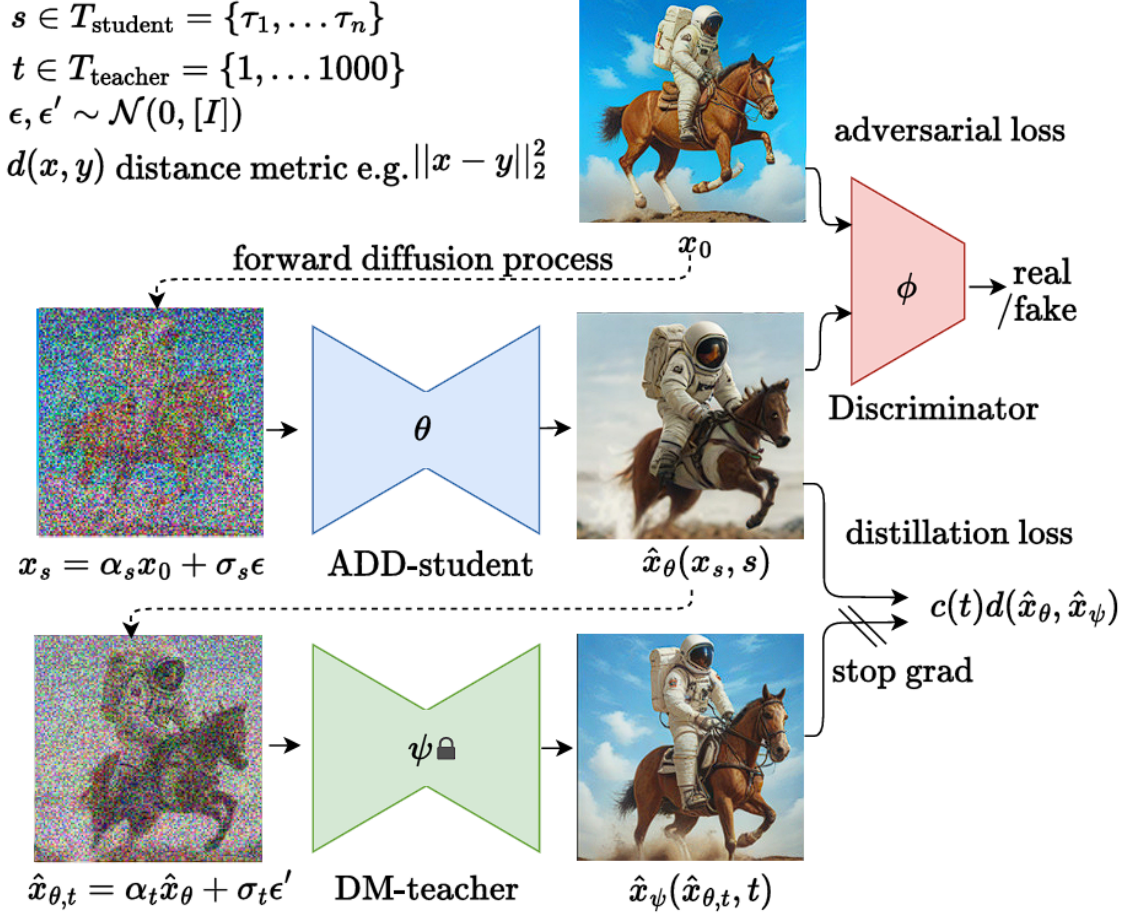 s ∈ T_student = {τ_1, … τ_n}
t ∈ T_teacher = {1, … 1000}
ϵ, ϵ′ ∼ 𝒩(0, [I])
d(x, y) distance metric e.g. ||x − y||_2^2
adversarial loss
x_0
forward diffusion process
ϕ
real
/fake
θ
Discriminator
distillation loss
x_s = α_s x_0 + σ_s ϵ
ADD-student
x̂_θ(x_s, s)
c(t)d(x̂_θ, x̂_ψ)
stop grad
ψ
x̂_θ,t = α_t x̂_θ + σ_t ϵ′
DM-teacher
x̂_ψ(x̂_θ,t, t)